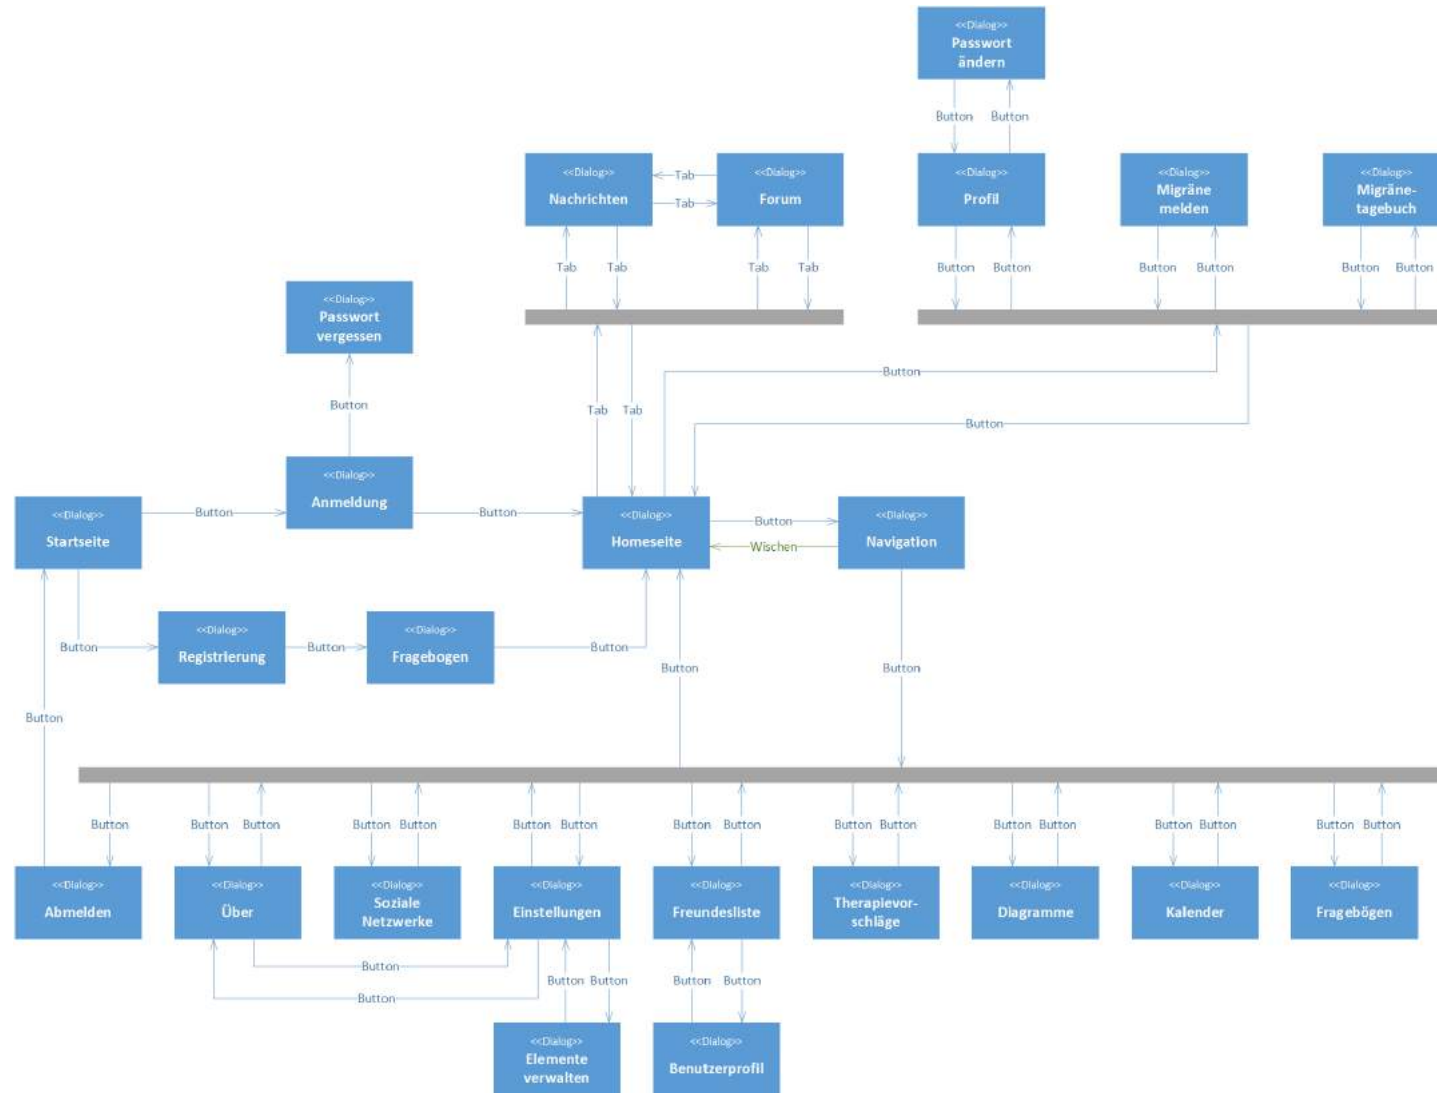 <<Dialog>>
Passwort
ändern
Button Button
<<Dialog>>
Nachrichten
Tab
Tab
<<Dialog>>
Forum
<<Dialog>>
Profil
<<Dialog>>
Migräne
melden
<<Dialog>>
Migräne-
tagebuch
Tab Tab Tab Tab Button Button Button Button Button Button
<<Dialog>>
Passwort
vergessen
Button
Button
Tab Tab
Button
<<Dialog>>
Anmeldung
<<Dialog>>
Startseite
Button
Button
<<Dialog>>
Homeseite
Button
Wischen
<<Dialog>>
Navigation
Button
<<Dialog>>
Registrierung
Button
<<Dialog>>
Fragebogen
Button
Button
Button
Button
Button Button Button Button Button Button Button Button Button Button Button Button Button Button Button Button Button
<<Dialog>>
Abmelden
<<Dialog>>
Über
<<Dialog>>
Soziale
Netzwerke
<<Dialog>>
Einstellungen
<<Dialog>>
Freundesliste
<<Dialog>>
Therapievor-
schläge
<<Dialog>>
Diagramme
<<Dialog>>
Kalender
<<Dialog>>
Fragebögen
Button
Button
Button Button Button Button
<<Dialog>>
Elemente
verwalten
<<Dialog>>
Benutzerprofil